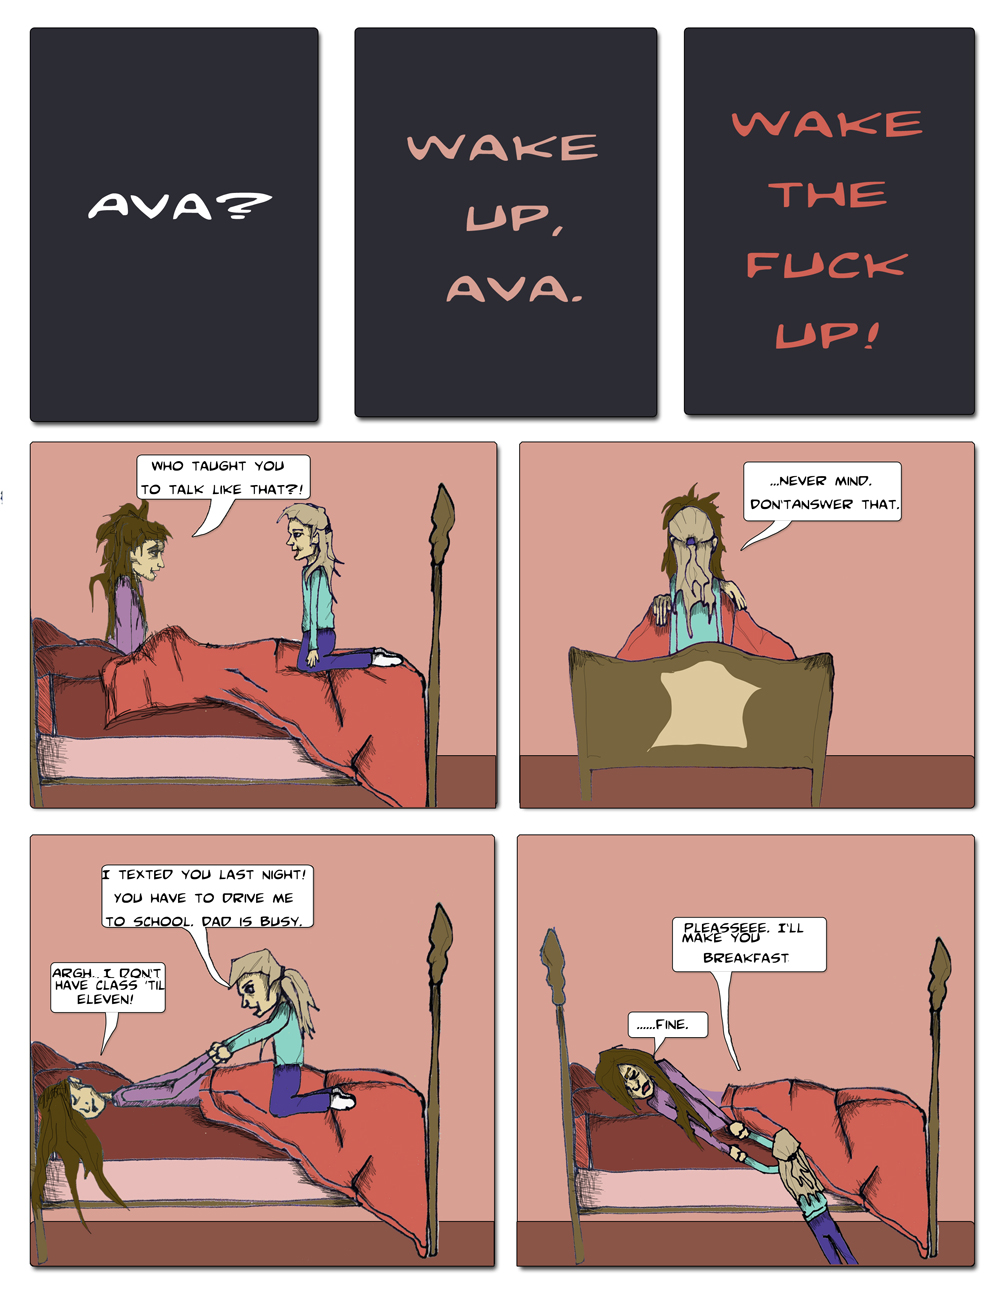 AVA?
WAKE
UP,
AVA.
WAKE
THE
FUCK
UP!
WHO TAUGHT YOU
TO TALK LIKE THAT?!
...NEVER MIND.
DON'TANSWER THAT.
I TEXTED YOU LAST NIGHT!
YOU HAVE TO DRIVE ME
TO SCHOOL. DAD IS BUSY.
ARGH.. I DON'T
HAVE CLASS 'TIL
ELEVEN!
PLEASSEEE. I'LL
MAKE YOU
BREAKFAST
......FINE.